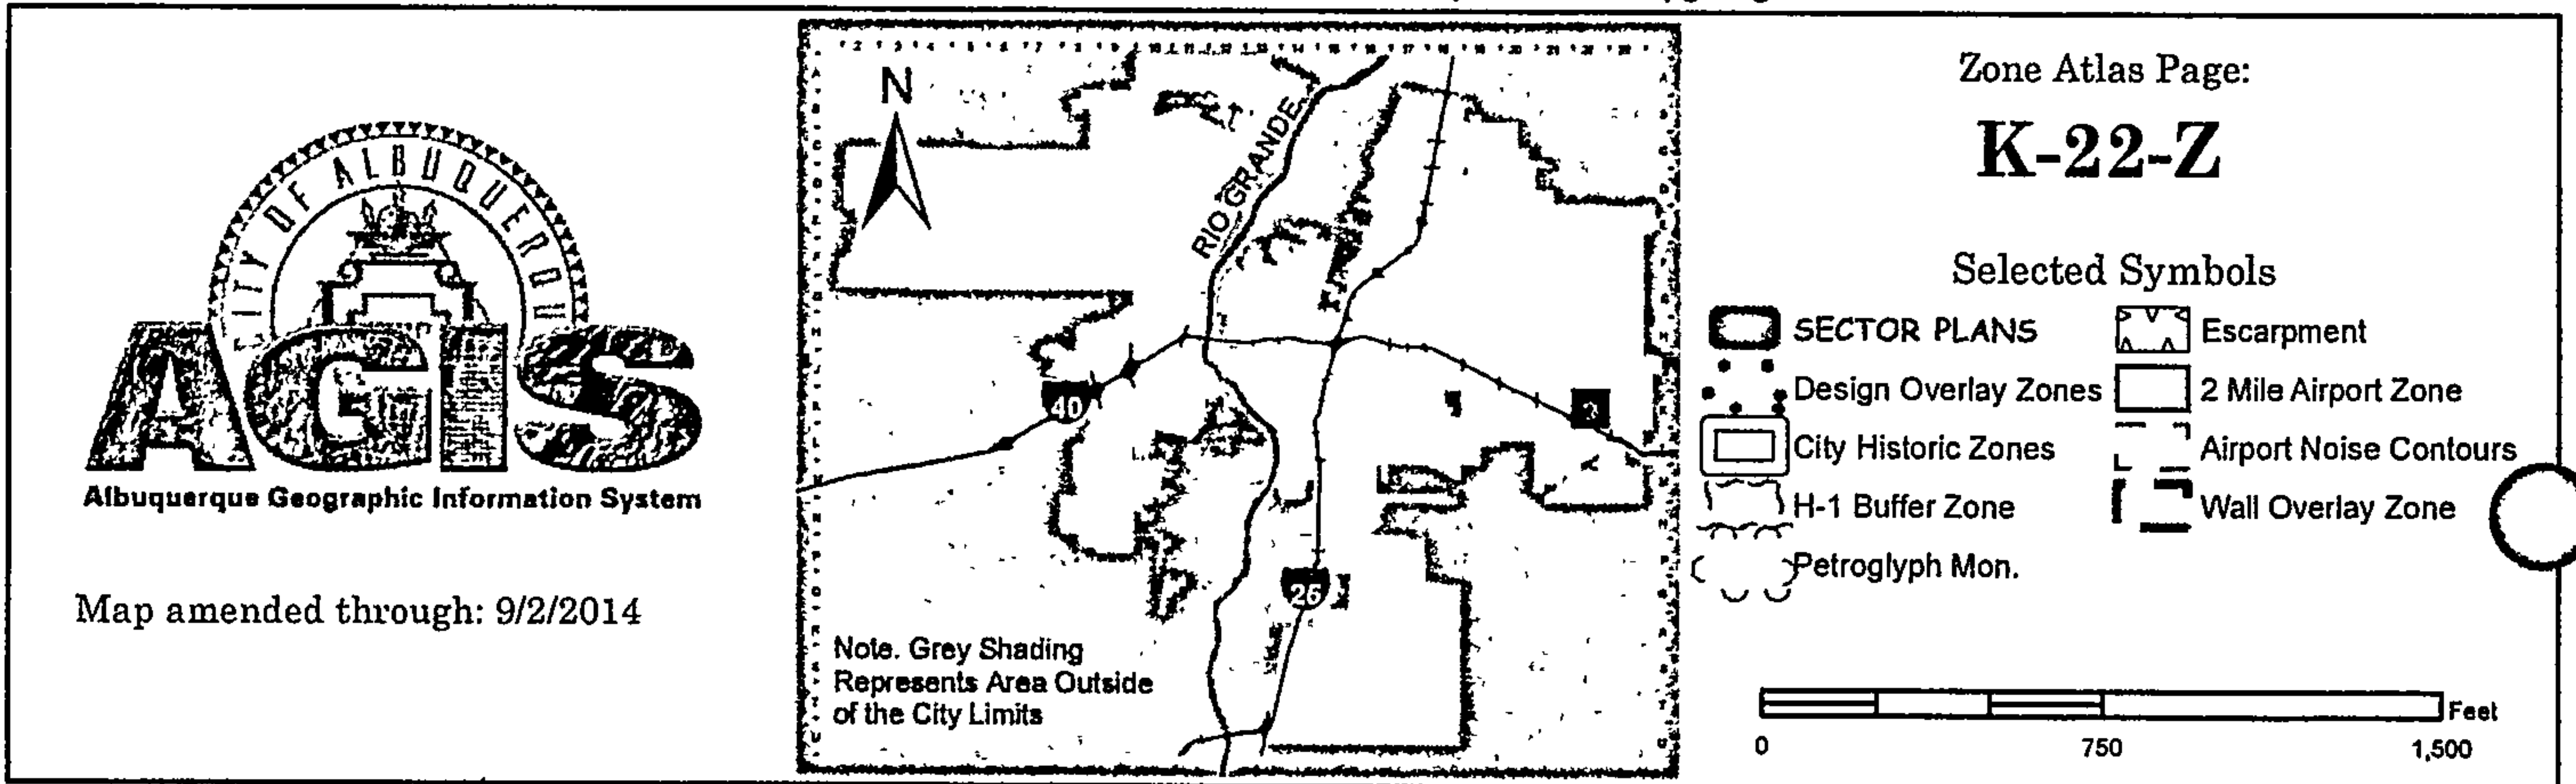 CITY OF ALBUQUERQUE
AGIS
Albuquerque Geographic Information System
Map amended through: 9/2/2014
N
RIO GRANDE
40
26
Note. Grey Shading
Represents Area Outside
of the City Limits
Zone Atlas Page:
K-22-Z
Selected Symbols
SECTOR PLANS
Escarpment
Design Overlay Zones
2 Mile Airport Zone
City Historic Zones
Airport Noise Contours
H-1 Buffer Zone
Wall Overlay Zone
Petroglyph Mon.
Feet
0 750 1,500